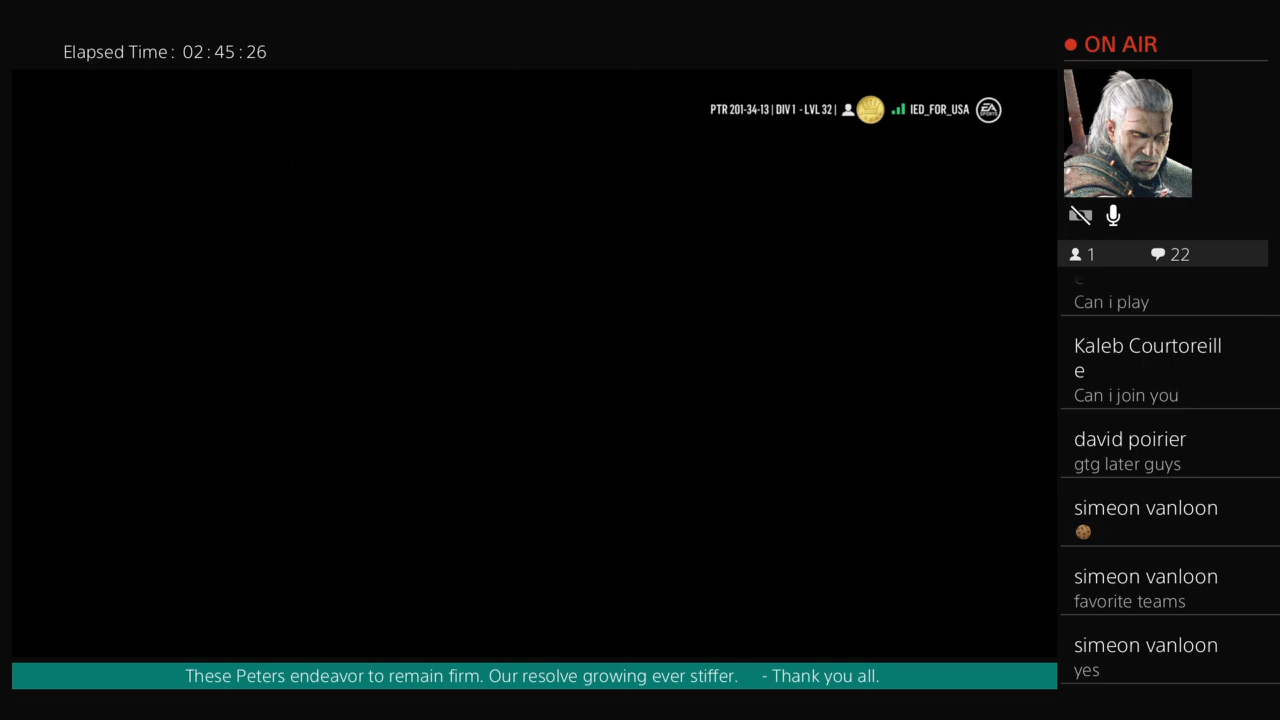 Elapsed Time: 02:45:26
ON AIR
PTR 201-34-13 | DIV 1 - LVL 32 | IED_FOR_USA EA SPORTS
1 22
Can i play
Kaleb Courtoreill
e
Can i join you
david poirier
gtg later guys
simeon vanloon
simeon vanloon
favorite teams
simeon vanloon
yes
These Peters endeavor to remain firm. Our resolve growing ever stiffer. - Thank you all.